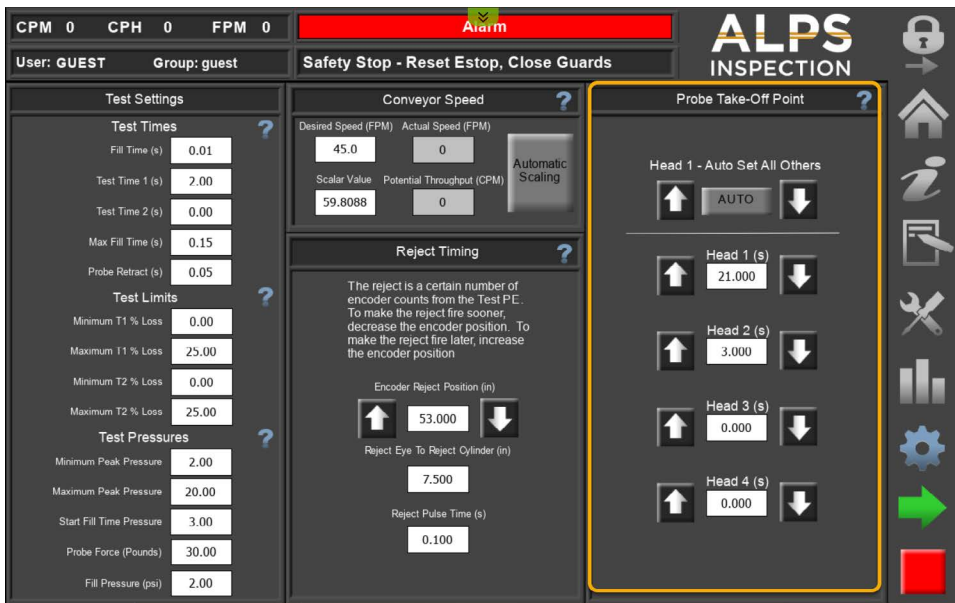 CPM 0 CPH 0 FPM 0
Alarm
User: GUEST Group: guest
Safety Stop - Reset Estop, Close Guards
ALPS
INSPECTION
Test Settings
Test Times ?
Fill Time (s) 0.01
Test Time 1 (s) 2.00
Test Time 2 (s) 0.00
Max Fill Time (s) 0.15
Probe Retract (s) 0.05
Test Limits ?
Minimum T1 % Loss 0.00
Maximum T1 % Loss 25.00
Minimum T2 % Loss 0.00
Maximum T2 % Loss 25.00
Test Pressures ?
Minimum Peak Pressure 2.00
Maximum Peak Pressure 20.00
Start Fill Time Pressure 3.00
Probe Force (Pounds) 30.00
Fill Pressure (psi) 2.00
Conveyor Speed ?
Desired Speed (FPM) Actual Speed (FPM)
45.0 0
Scalar Value Potential Throughput (CPM)
59.8088 0
Automatic
Scaling
Reject Timing ?
The reject is a certain number of
encoder counts from the Test PE.
To make the reject fire sooner,
decrease the encoder position. To
make the reject fire later, increase
the encoder position
Encoder Reject Position (in)
53.000
Reject Eye To Reject Cylinder (in)
7.500
Reject Pulse Time (s)
0.100
Probe Take-Off Point ?
Head 1 - Auto Set All Others
AUTO
Head 1 (s)
21.000
Head 2 (s)
3.000
Head 3 (s)
0.000
Head 4 (s)
0.000